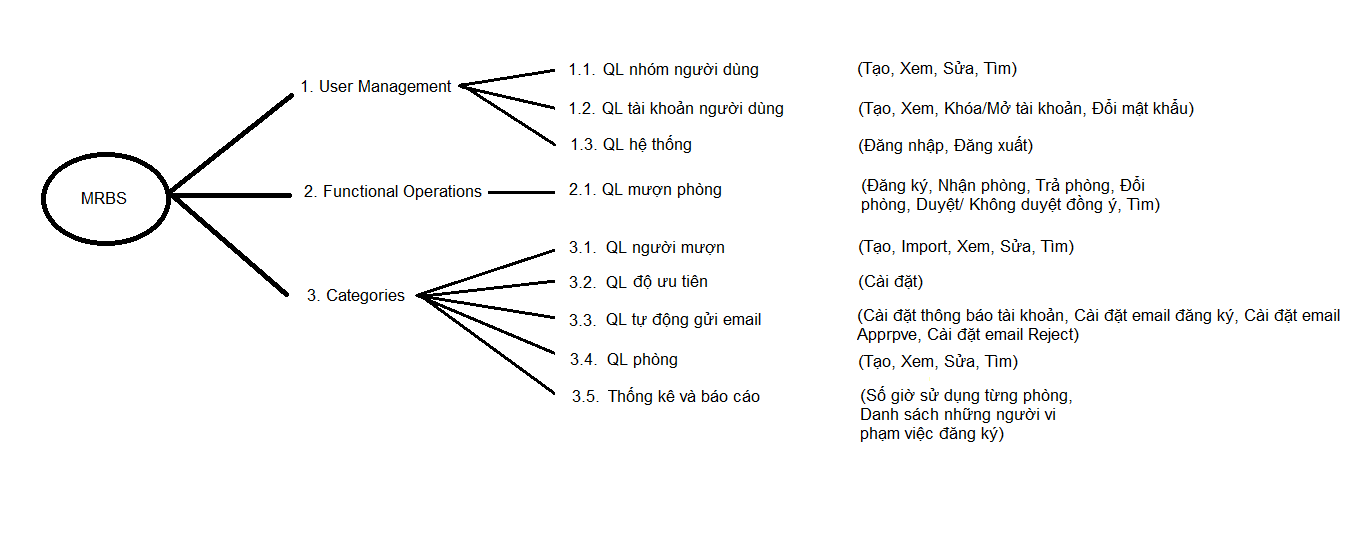 1. User Management
1.1. QL nhóm người dùng
(Tạo, Xem, Sửa, Tìm)
1.2. QL tài khoản người dùng
(Tạo, Xem, Khóa/Mở tài khoản, Đổi mật khẩu)
1.3. QL hệ thống
(Đăng nhập, Đăng xuất)
MRBS
2. Functional Operations
2.1. QL mượn phòng
(Đăng ký, Nhận phòng, Trả phòng, Đổi
phòng, Duyệt/ Không duyệt đồng ý, Tìm)
3. Categories
3.1. QL người mượn
(Tạo, Import, Xem, Sửa, Tìm)
3.2. QL độ ưu tiên
(Cài đặt)
3.3. QL tự động gửi email
(Cài đặt thông báo tài khoản, Cài đặt email đăng ký, Cài đặt email
Apprpve, Cài đặt email Reject)
3.4. QL phòng
(Tạo, Xem, Sửa, Tìm)
3.5. Thống kê và báo cáo
(Số giờ sử dụng từng phòng,
Danh sách những người vi
phạm việc đăng ký)